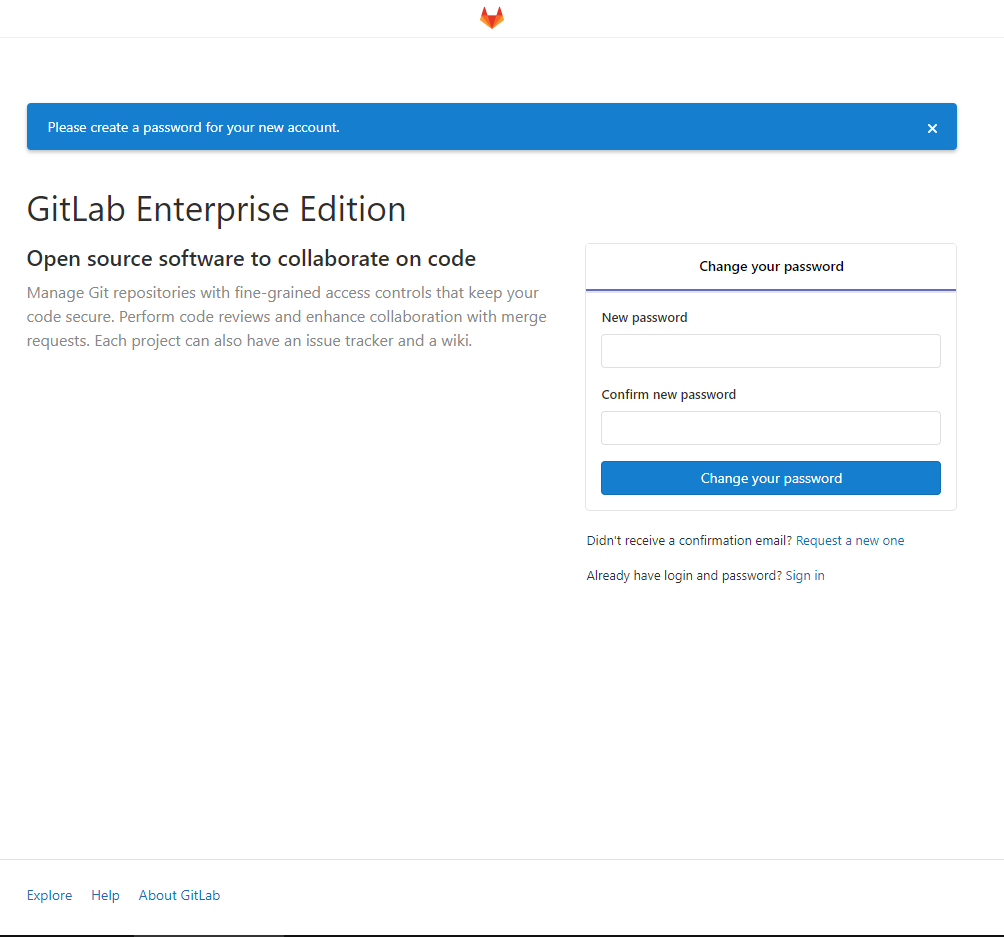 Please create a password for your new account.
×
GitLab Enterprise Edition
Open source software to collaborate on code
Manage Git repositories with fine-grained access controls that keep your
code secure. Perform code reviews and enhance collaboration with merge
requests. Each project can also have an issue tracker and a wiki.
Change your password
New password
Confirm new password
Change your password
Didn't receive a confirmation email? Request a new one
Already have login and password? Sign in
Explore Help About GitLab